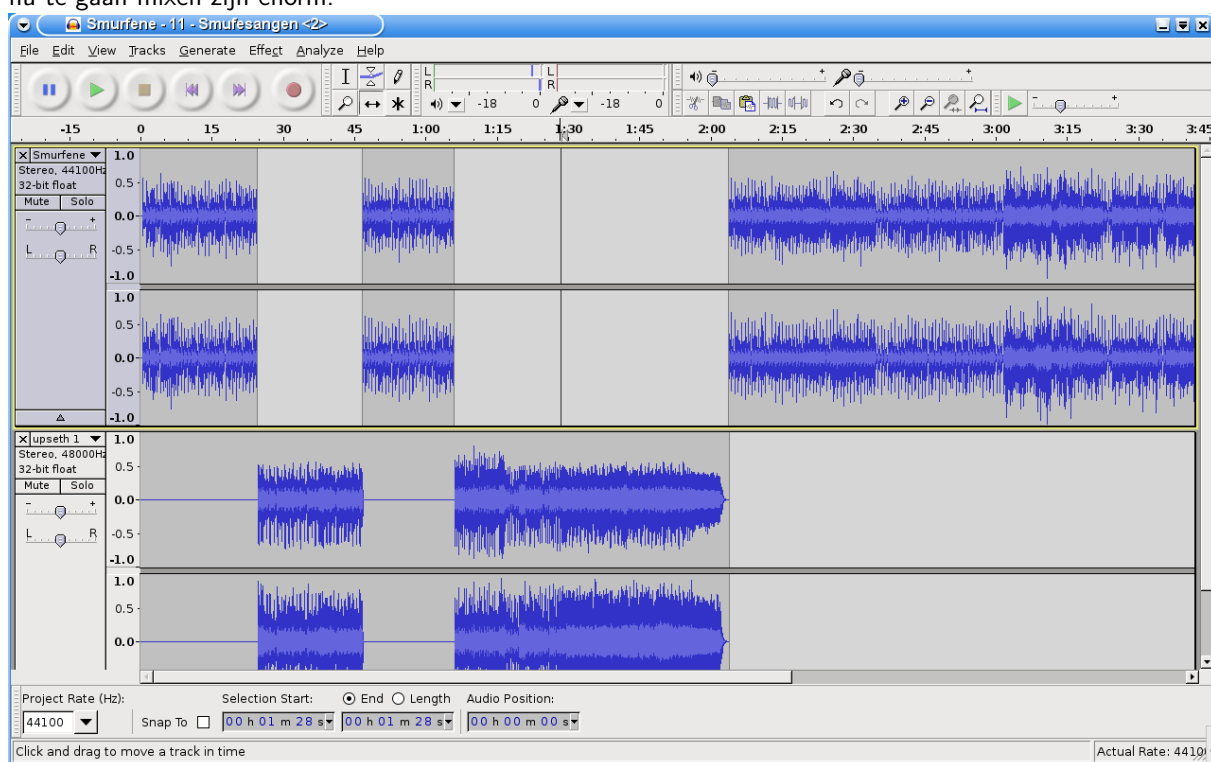 nu te gaan mixen zijn enorm.
Smurfene - 11 - Smufesangen <2>
File Edit View Tracks Generate Effect Analyze Help
L R L R
-18 0 -18 0
-15 0 15 30 45 1:00 1:15 1:30 1:45 2:00 2:15 2:30 2:45 3:00 3:15 3:30 3:45
X Smurfene 1.0
Stereo, 44100Hz
32-bit float 0.5
Mute Solo
- + 0.0
L R -0.5
-1.0
1.0
0.5
0.0
-0.5
-1.0
X upseth 1 1.0
Stereo, 48000Hz
32-bit float 0.5
Mute Solo
- + 0.0
L R -0.5
-1.0
1.0
0.5
0.0
Project Rate (Hz): Selection Start: End Length Audio Position:
44100 Snap To 00 h 01 m 28 s 00 h 01 m 28 s 00 h 00 m 00 s
Click and drag to move a track in time Actual Rate: 4410